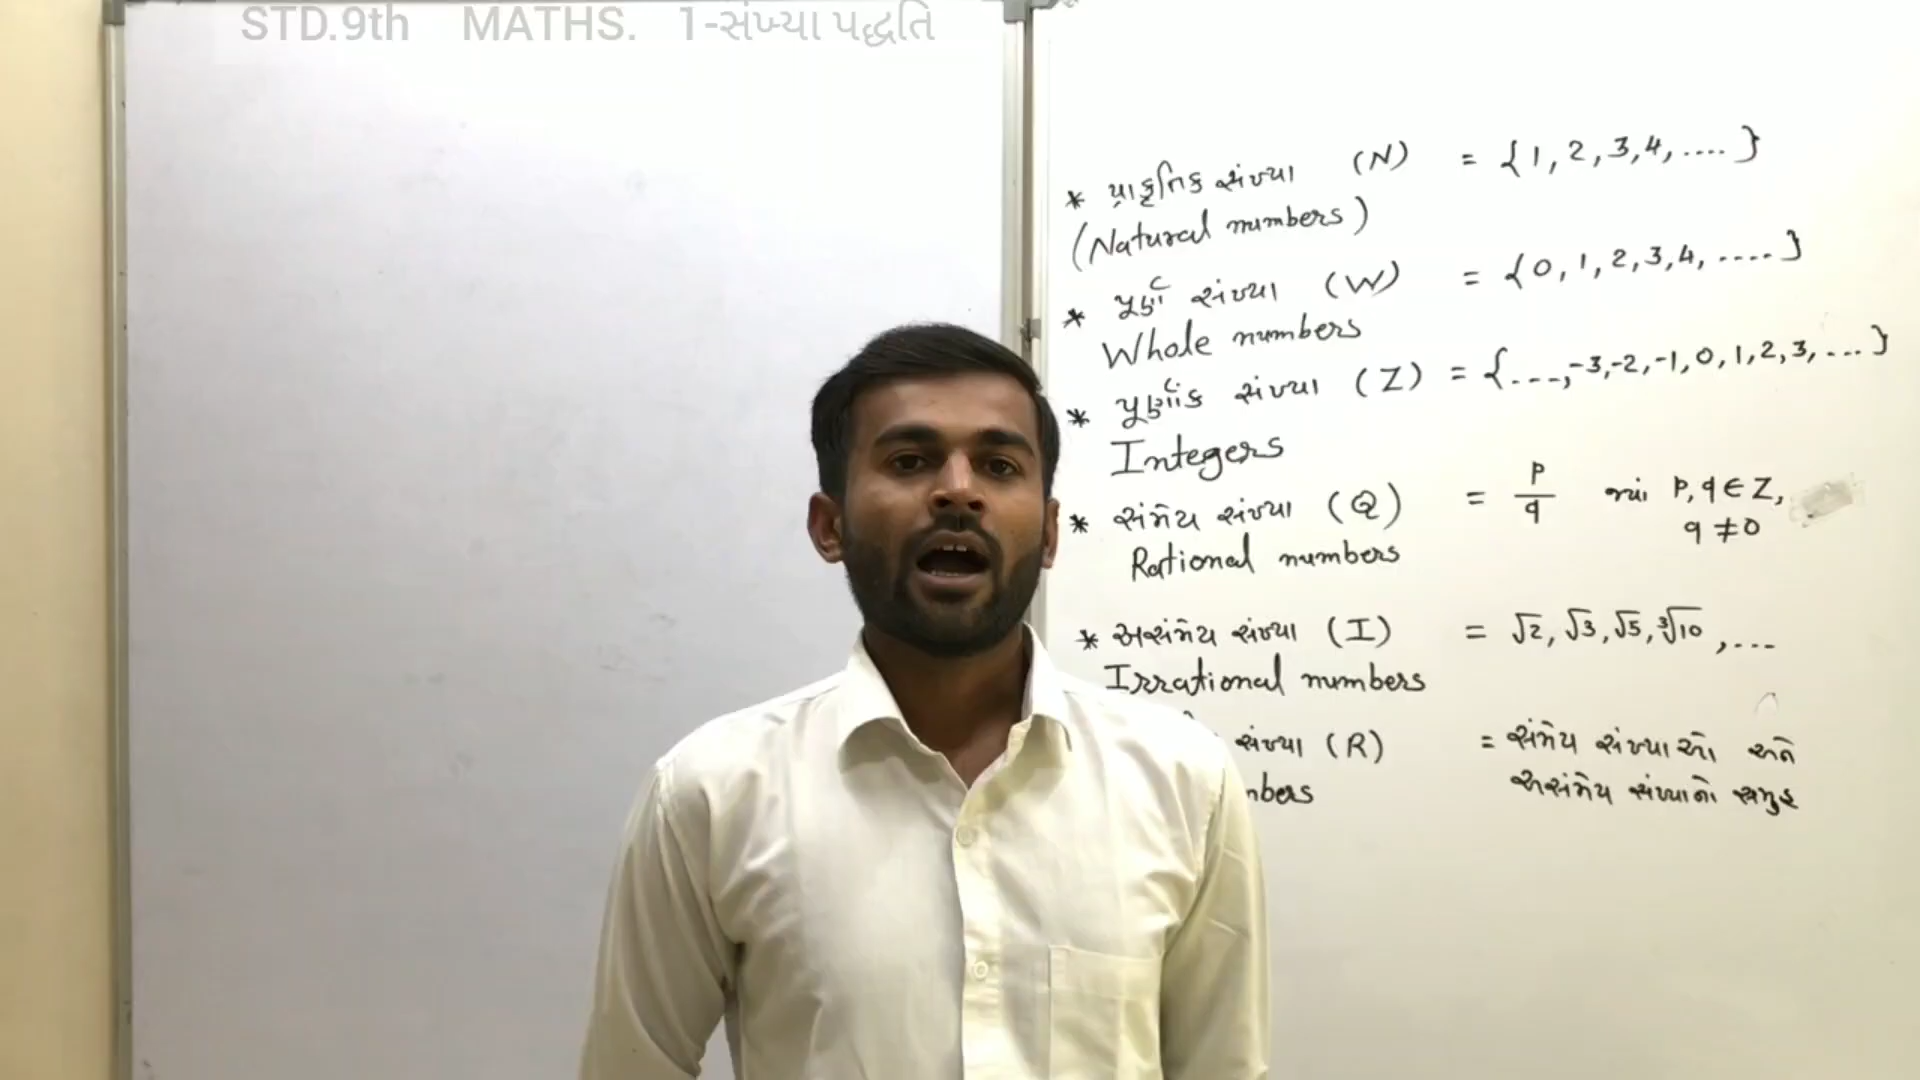 STD.9th MATHS. 1-સંખ્યા પદ્ધતિ
* પ્રાકૃતિક સંખ્યા (N) = {1, 2, 3, 4, ....}
(Natural numbers)
* પૂર્ણ સંખ્યા (W) = {0, 1, 2, 3, 4, .....}
Whole numbers
* પૂર્ણાંક સંખ્યા (Z) = {...., -3, -2, -1, 0, 1, 2, 3, ....}
Integers
* સંમેય સંખ્યા (Q) = p/q જ્યાં p, q ∈ Z,
q ≠ 0
Rational numbers
* અસંમેય સંખ્યા (I) = √2, √3, √5, ∛10, ...
Irrational numbers
સંખ્યા (R) = સંમેય સંખ્યાઓ અને
અસંમેય સંખ્યાનો સમુહ
nbers